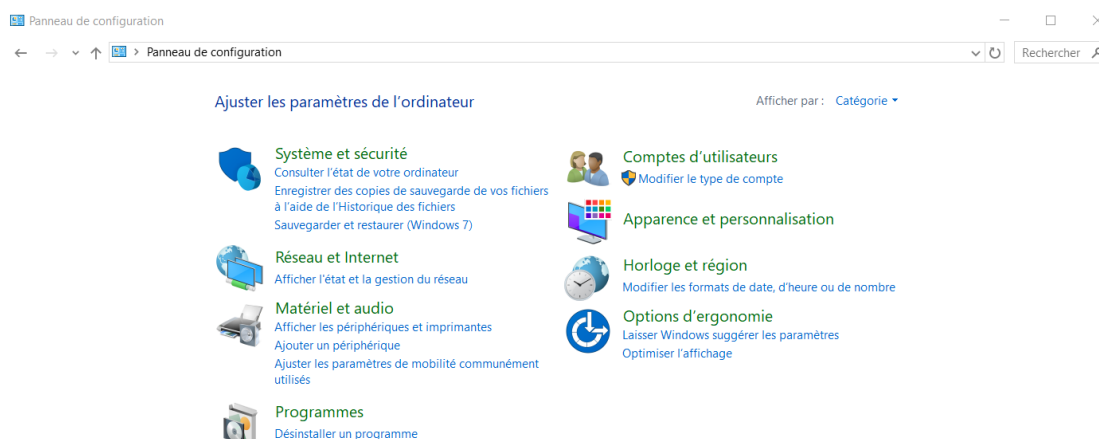 Panneau de configuration
Panneau de configuration
Rechercher
Ajuster les paramètres de l'ordinateur
Afficher par : Catégorie
Système et sécurité
Consulter l'état de votre ordinateur
Enregistrer des copies de sauvegarde de vos fichiers
à l'aide de l'Historique des fichiers
Sauvegarder et restaurer (Windows 7)
Réseau et Internet
Afficher l'état et la gestion du réseau
Matériel et audio
Afficher les périphériques et imprimantes
Ajouter un périphérique
Ajuster les paramètres de mobilité communément
utilisés
Programmes
Désinstaller un programme
Comptes d'utilisateurs
Modifier le type de compte
Apparence et personnalisation
Horloge et région
Modifier les formats de date, d'heure ou de nombre
Options d'ergonomie
Laisser Windows suggérer les paramètres
Optimiser l'affichage